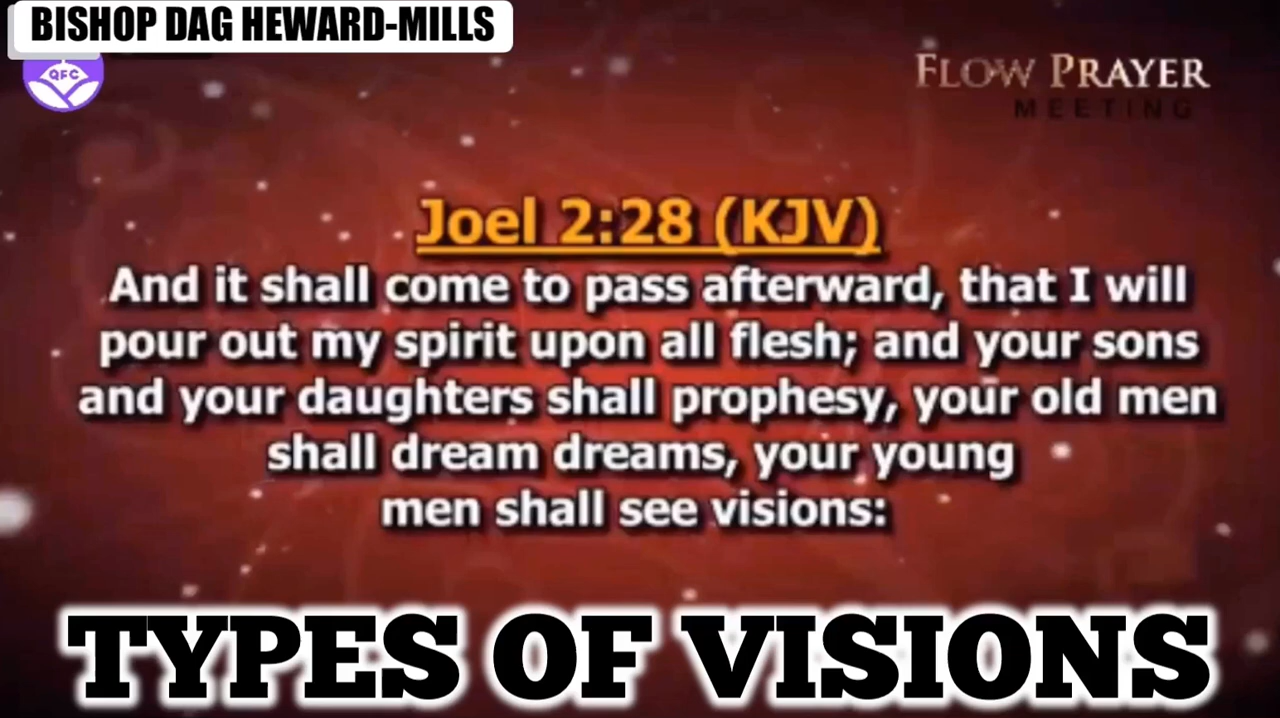 BISHOP DAG HEWARD-MILLS
QFC
FLOW PRAYER
MEETING
Joel 2:28 (KJV)
And it shall come to pass afterward, that I will
pour out my spirit upon all flesh; and your sons
and your daughters shall prophesy, your old men
shall dream dreams, your young
men shall see visions:
TYPES OF VISIONS